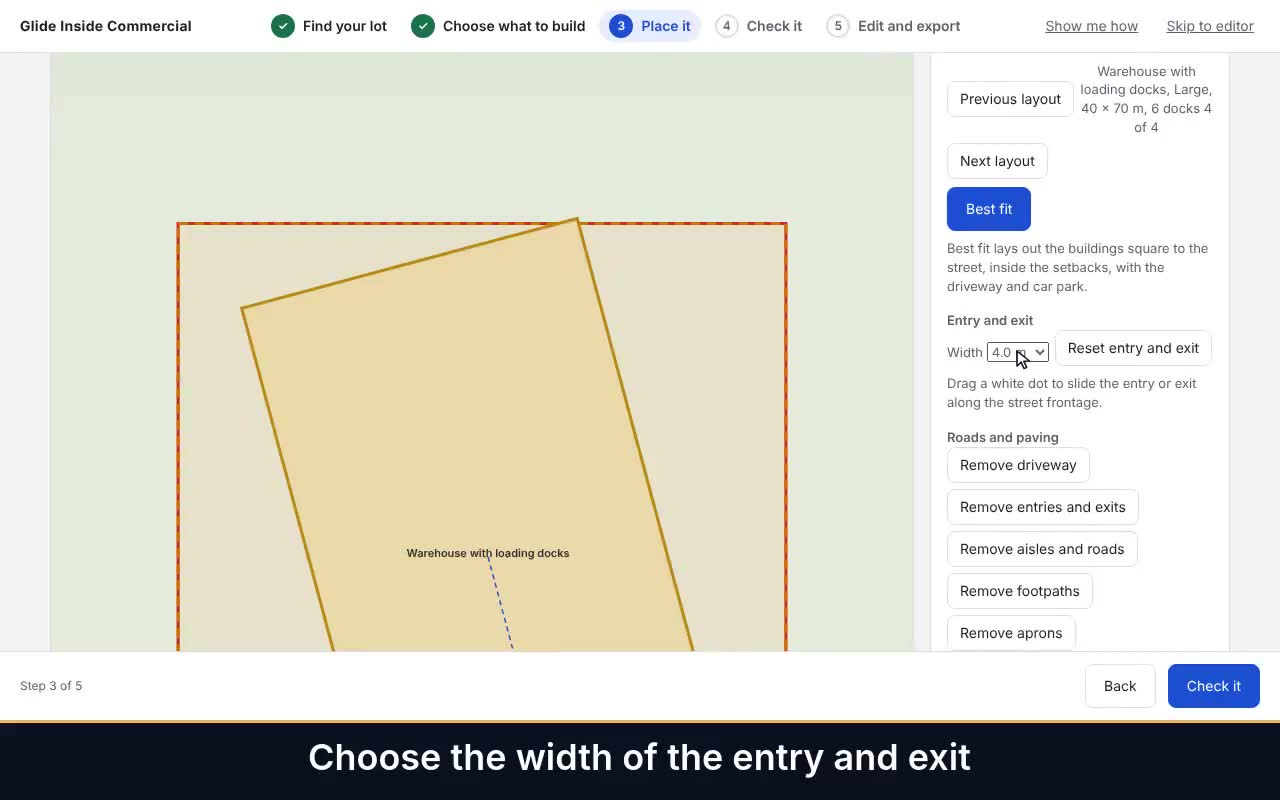 Glide Inside Commercial
Find your lot
Choose what to build
3 Place it
4 Check it
5 Edit and export
Show me how
Skip to editor
Previous layout
Warehouse with
loading docks, Large,
40 × 70 m, 6 docks 4
of 4
Next layout
Best fit
Best fit lays out the buildings square to the
street, inside the setbacks, with the
driveway and car park.
Entry and exit
Width 4.0 m
Reset entry and exit
Drag a white dot to slide the entry or exit
along the street frontage.
Roads and paving
Remove driveway
Remove entries and exits
Remove aisles and roads
Remove footpaths
Remove aprons
Warehouse with loading docks
Step 3 of 5
Back
Check it
Choose the width of the entry and exit